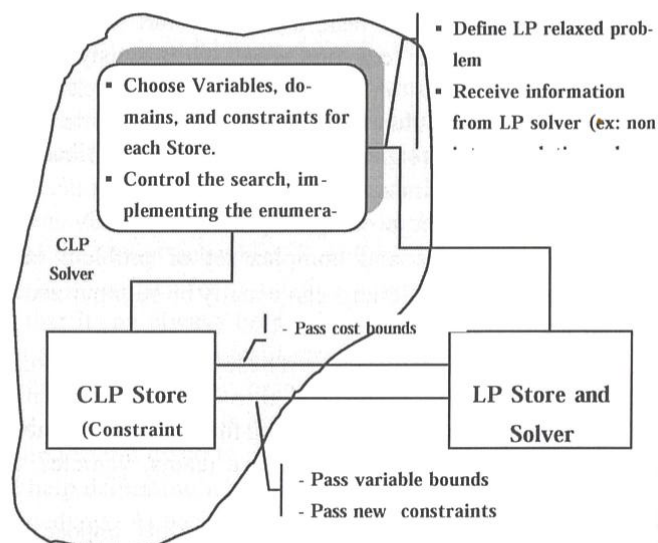 ▪ Define LP relaxed prob-
lem
▪ Receive information
from LP solver (ex: non
▪ Choose Variables, do-
mains, and constraints for
each Store.
▪ Control the search, im-
plementing the enumera-
CLP
Solver
- Pass cost bounds
CLP Store
(Constraint
LP Store and
Solver
- Pass variable bounds
- Pass new constraints